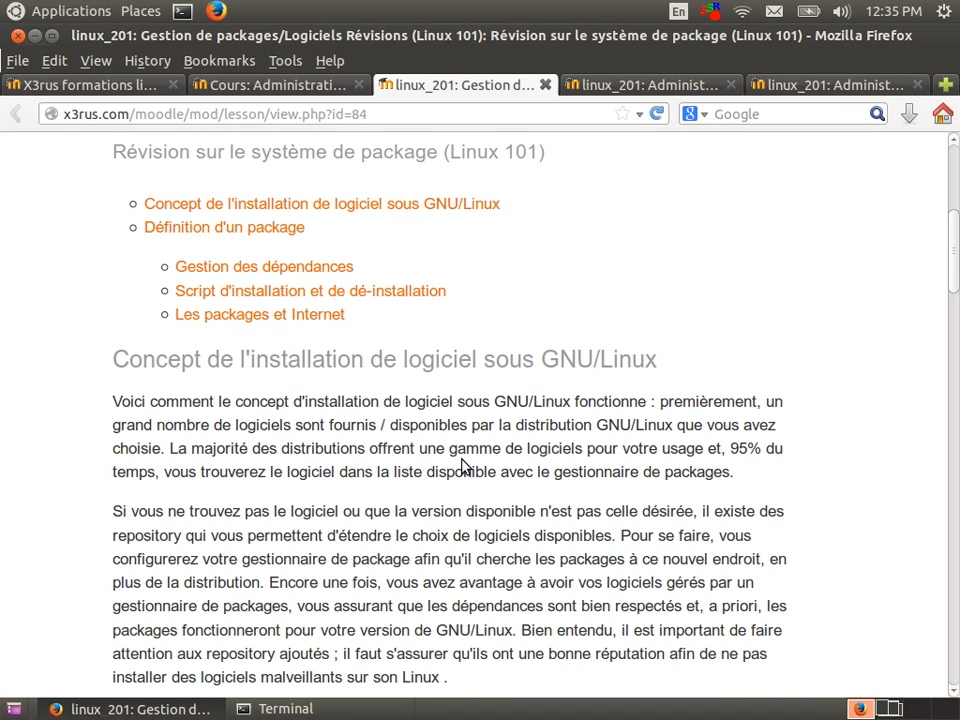 Applications Places En 12:35 PM
linux_201: Gestion de packages/Logiciels Révisions (Linux 101): Révision sur le système de package (Linux 101) - Mozilla Firefox
File Edit View History Bookmarks Tools Help
X3rus formations li... Cours: Administrati... linux_201: Gestion d... linux_201: Administ... linux_201: Administ...
x3rus.com/moodle/mod/lesson/view.php?id=84 Google
Révision sur le système de package (Linux 101)
Concept de l'installation de logiciel sous GNU/Linux
Définition d'un package
Gestion des dépendances
Script d'installation et de dé-installation
Les packages et Internet
Concept de l'installation de logiciel sous GNU/Linux
Voici comment le concept d'installation de logiciel sous GNU/Linux fonctionne : premièrement, un
grand nombre de logiciels sont fournis / disponibles par la distribution GNU/Linux que vous avez
choisie. La majorité des distributions offrent une gamme de logiciels pour votre usage et, 95% du
temps, vous trouverez le logiciel dans la liste disponible avec le gestionnaire de packages.
Si vous ne trouvez pas le logiciel ou que la version disponible n'est pas celle désirée, il existe des
repository qui vous permettent d'étendre le choix de logiciels disponibles. Pour se faire, vous
configurerez votre gestionnaire de package afin qu'il cherche les packages à ce nouvel endroit, en
plus de la distribution. Encore une fois, vous avez avantage à avoir vos logiciels gérés par un
gestionnaire de packages, vous assurant que les dépendances sont bien respectés et, a priori, les
packages fonctionneront pour votre version de GNU/Linux. Bien entendu, il est important de faire
attention aux repository ajoutés ; il faut s'assurer qu'ils ont une bonne réputation afin de ne pas
installer des logiciels malveillants sur son Linux .
linux_201: Gestion d... Terminal